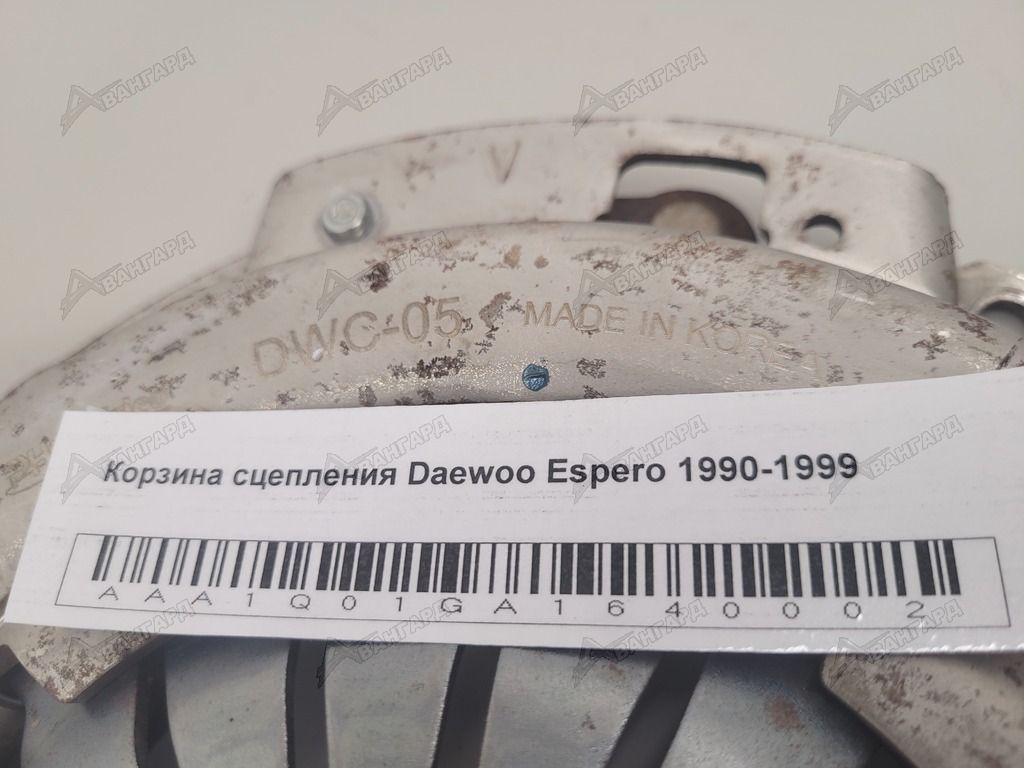 V
DWC-05 MADE IN KOREA
Корзина сцепления Daewoo Espero 1990-1999
AAA1Q01GA1640002
АВАНГАРД